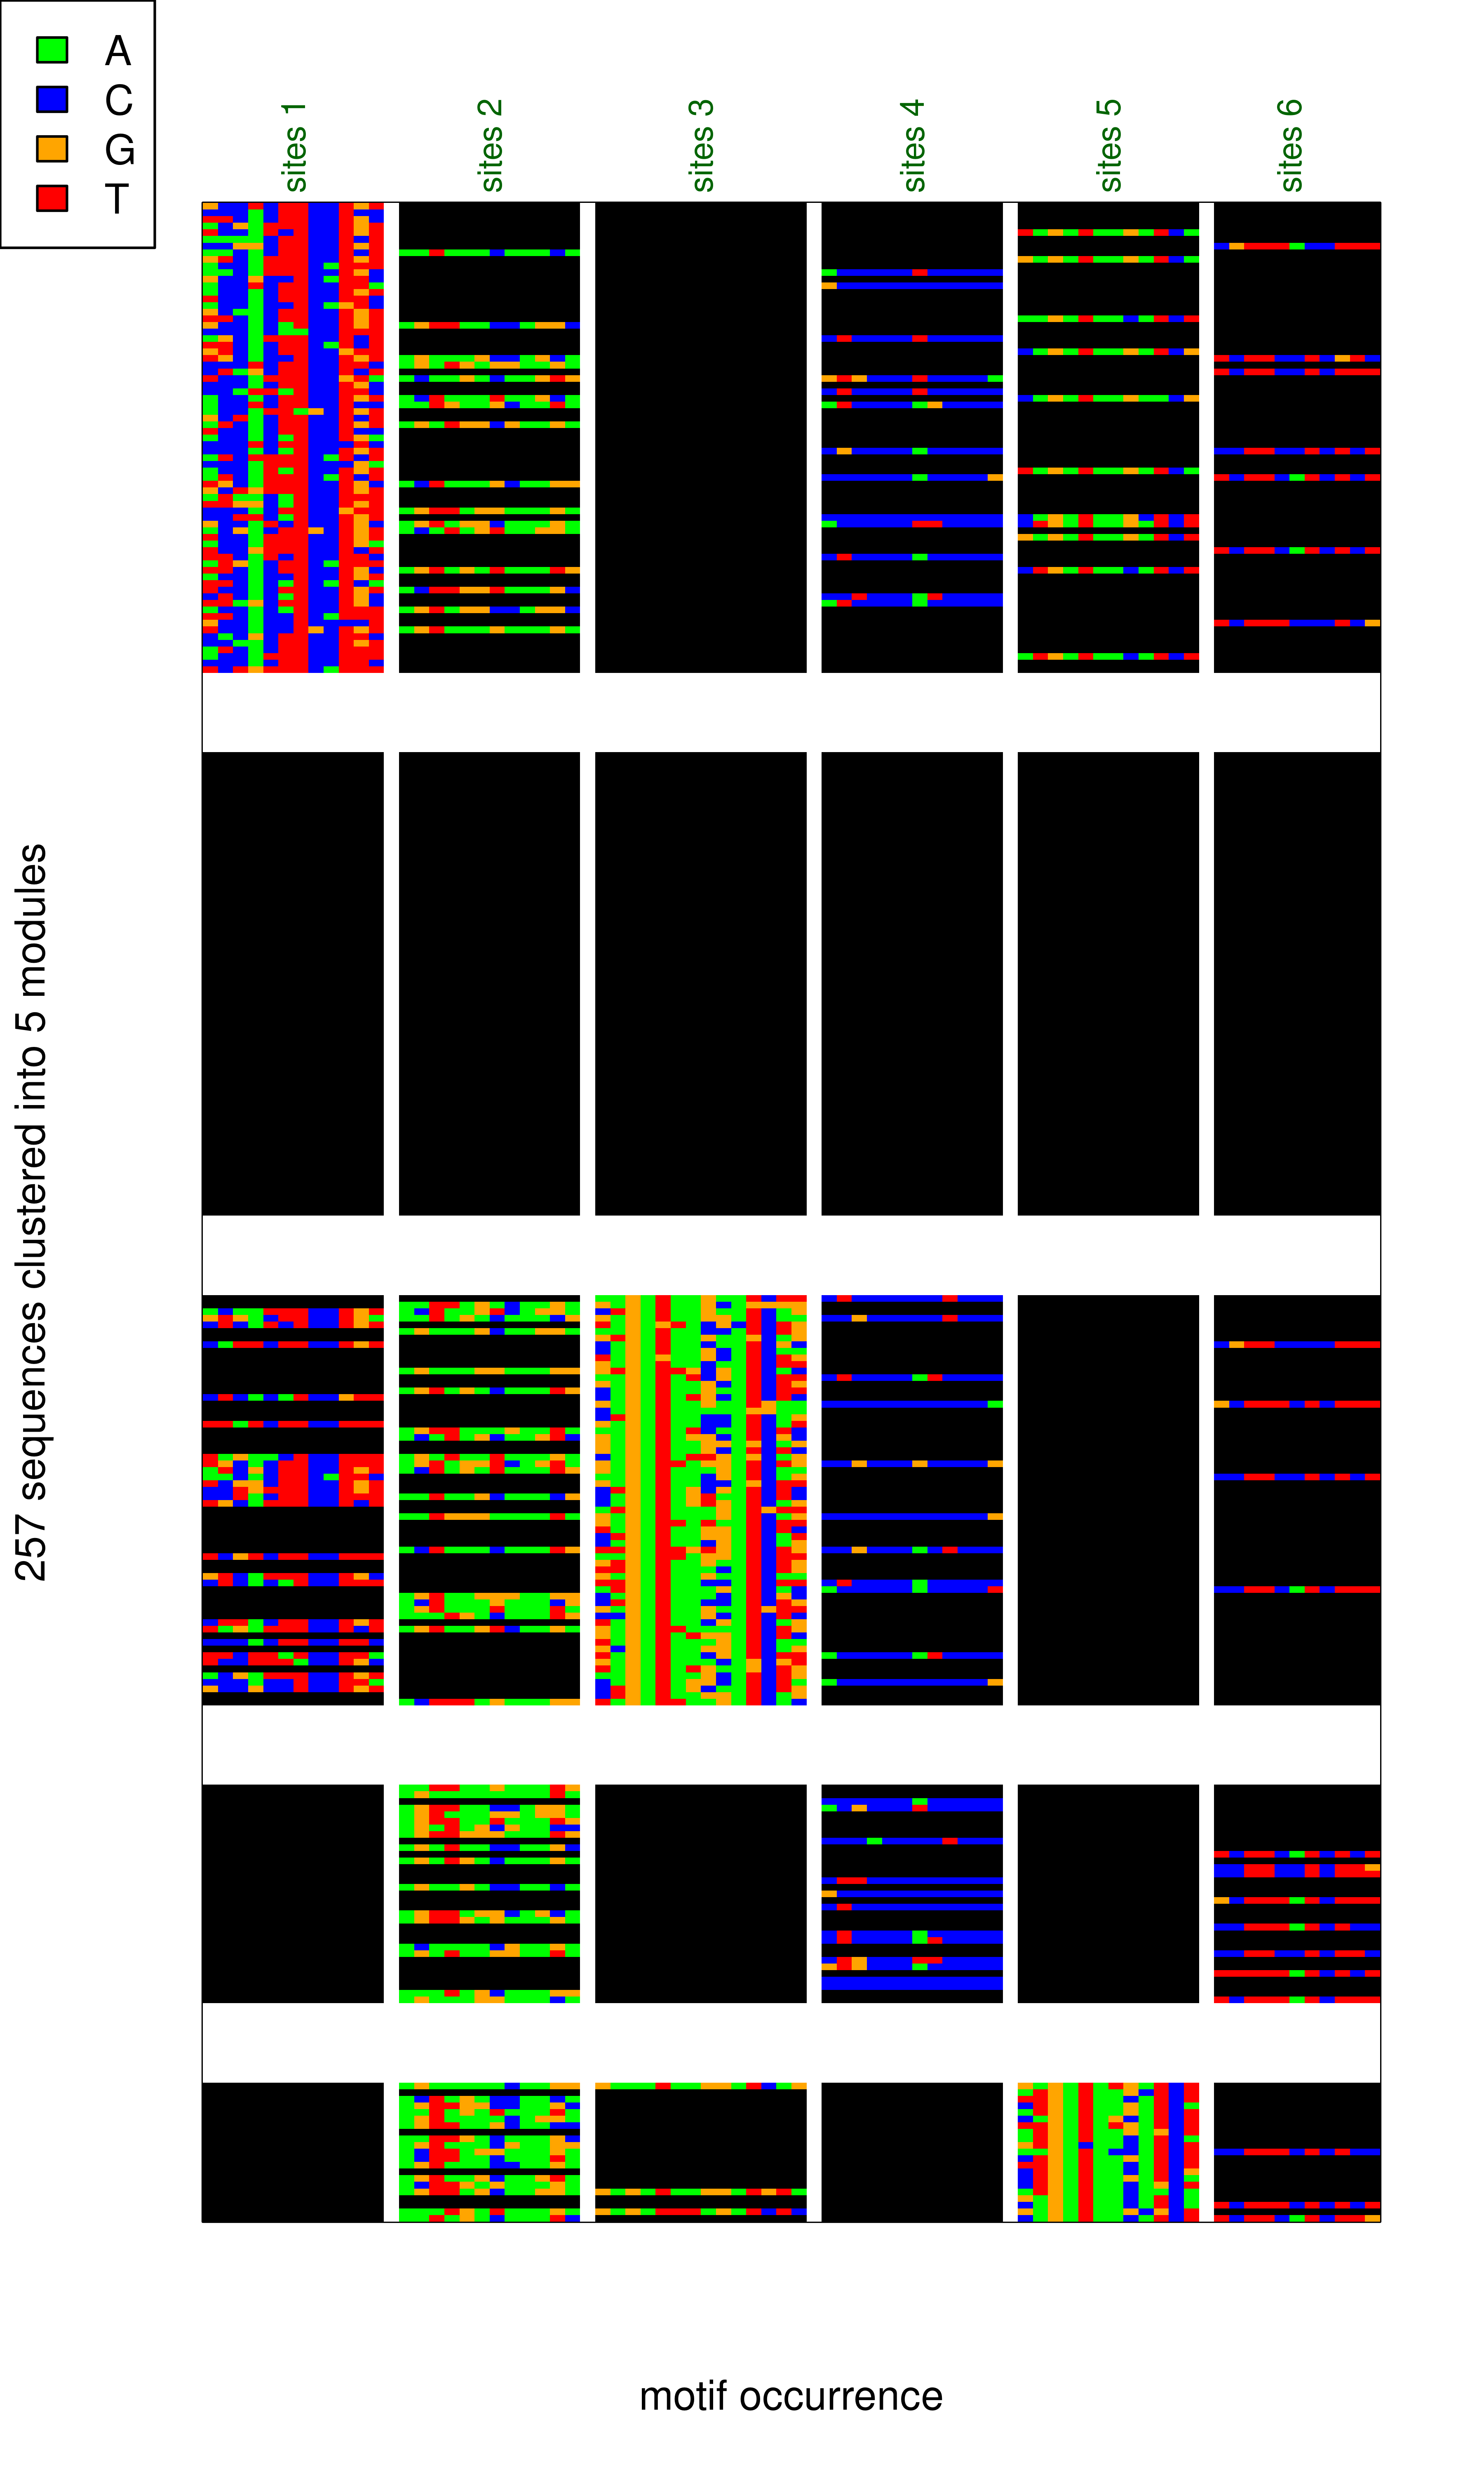 A
C
G
T
sites 1
sites 2
sites 3
sites 4
sites 5
sites 6
257 sequences clustered into 5 modules
motif occurrence